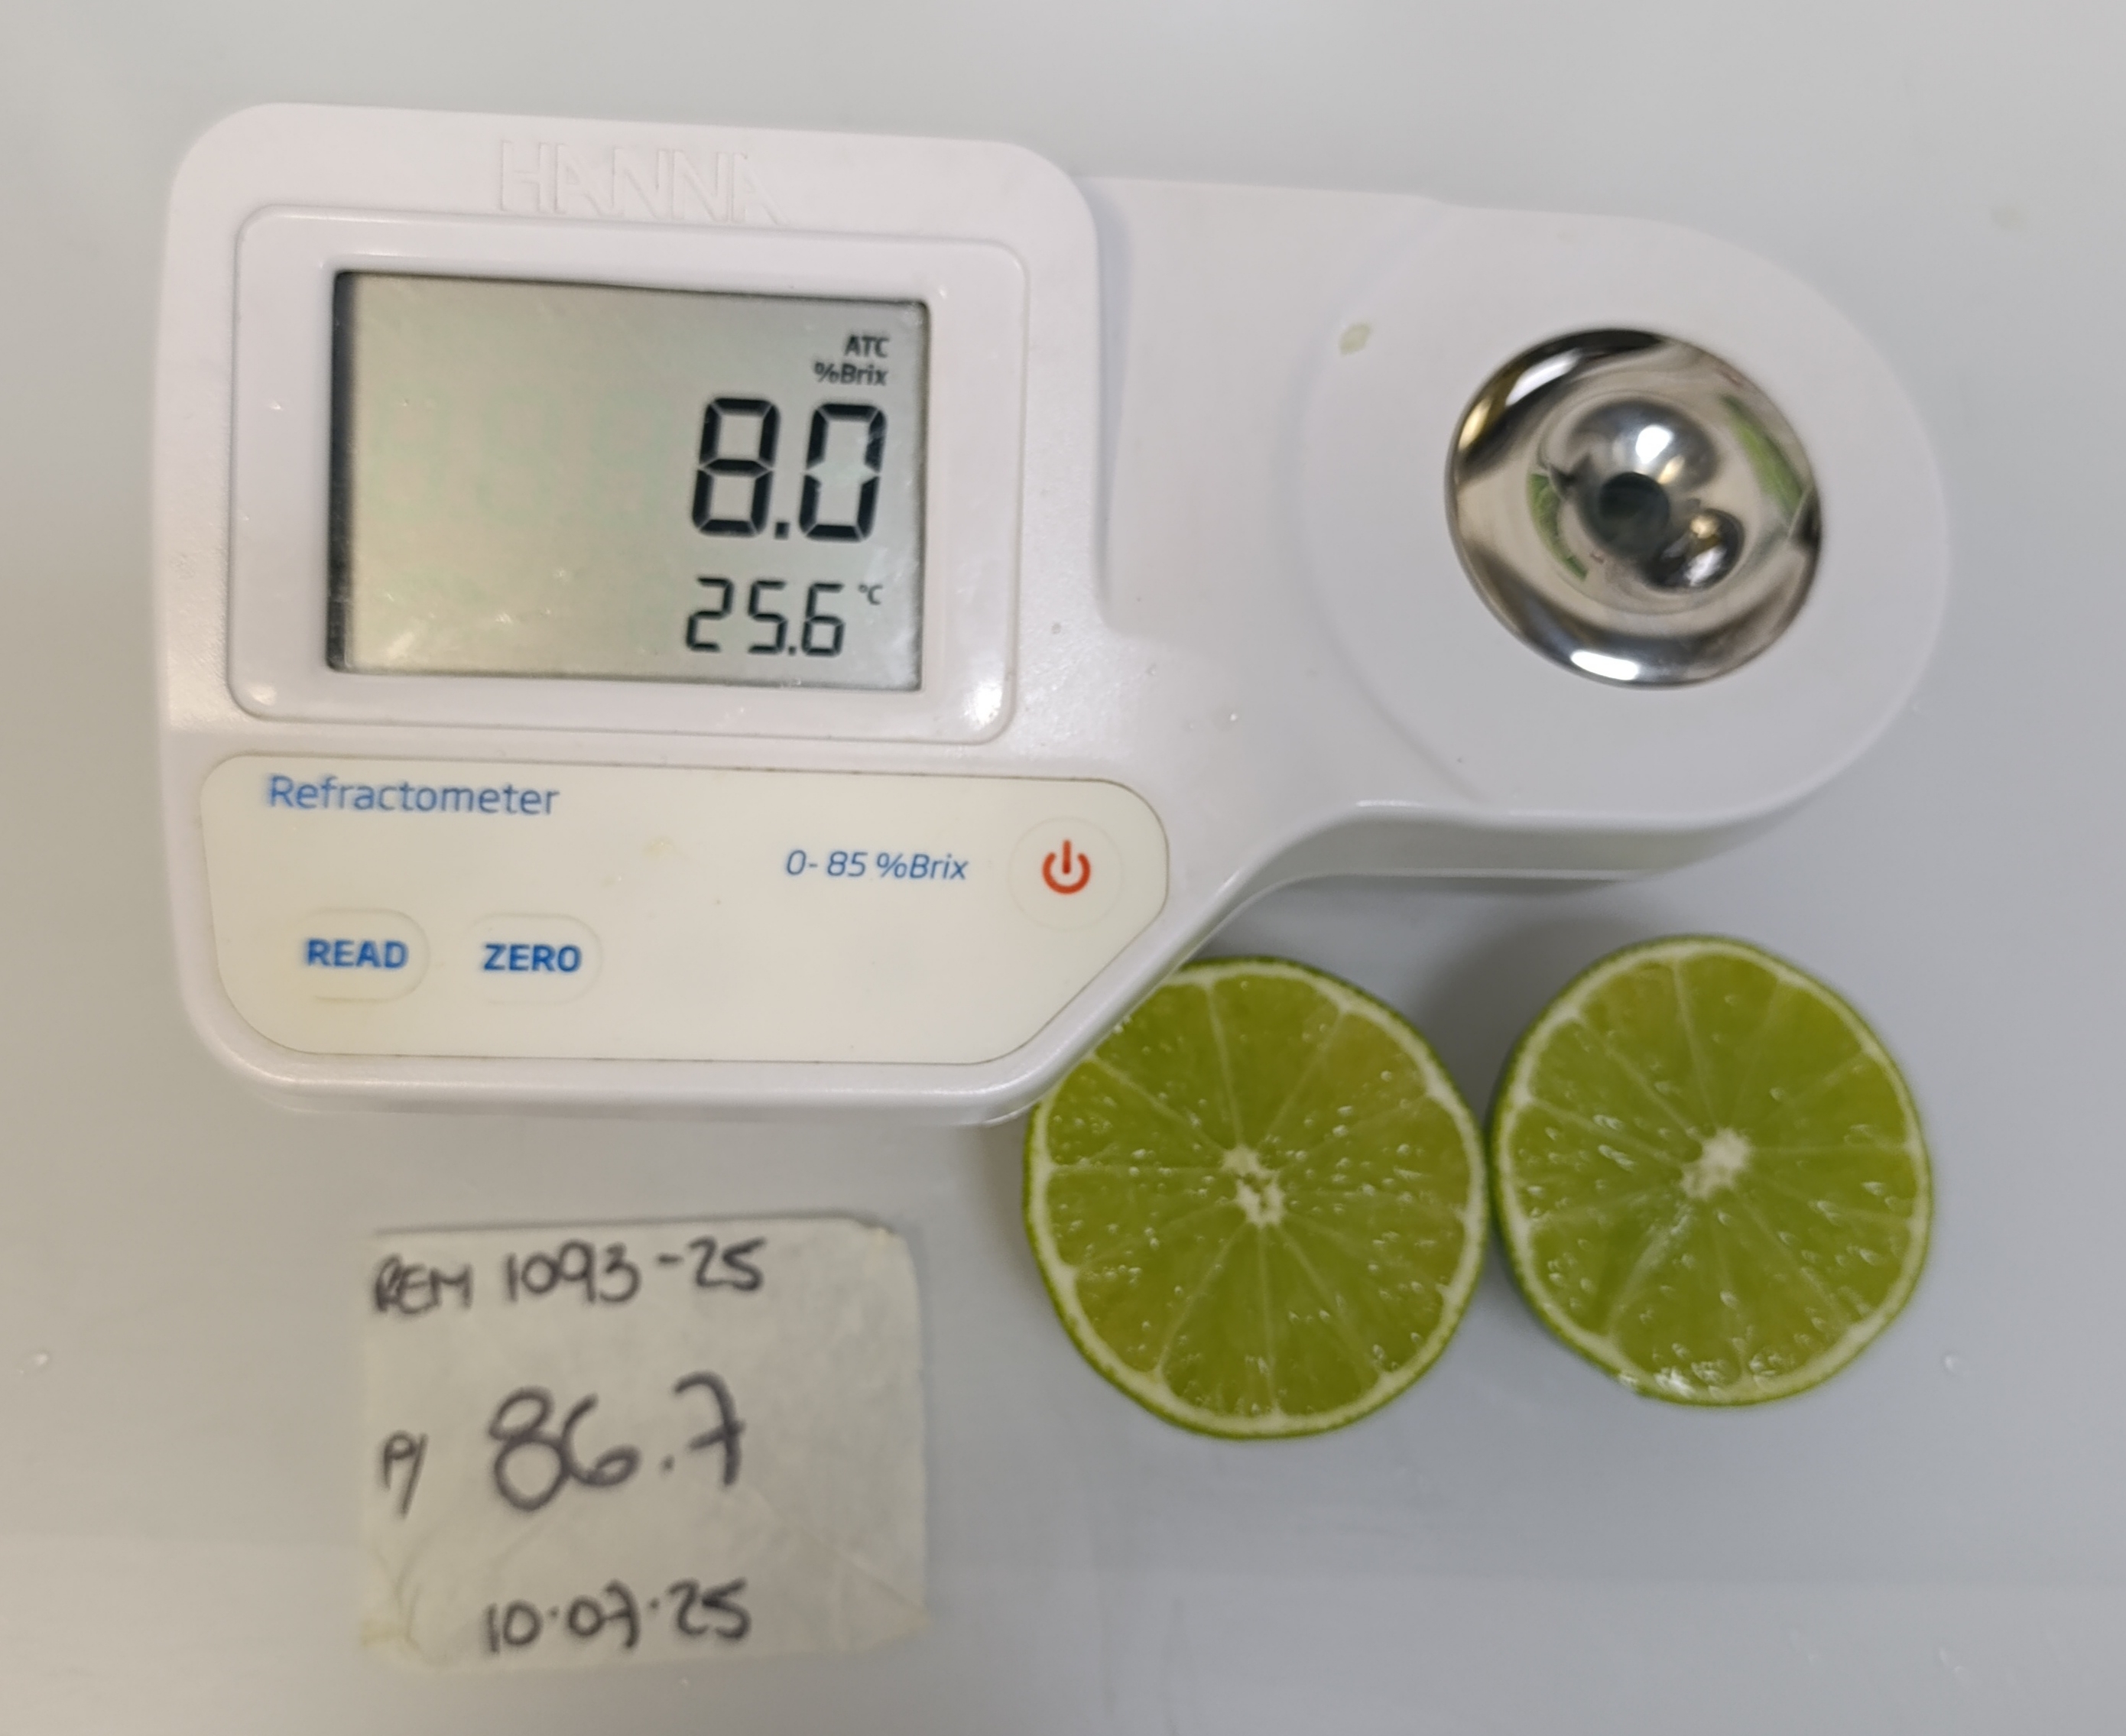 HANNA
ATC
%Brix
8.0
25.6 °C
Refractometer
0-85 %Brix
READ ZERO
REM 1093-25
P/ 86.7
10.07.25